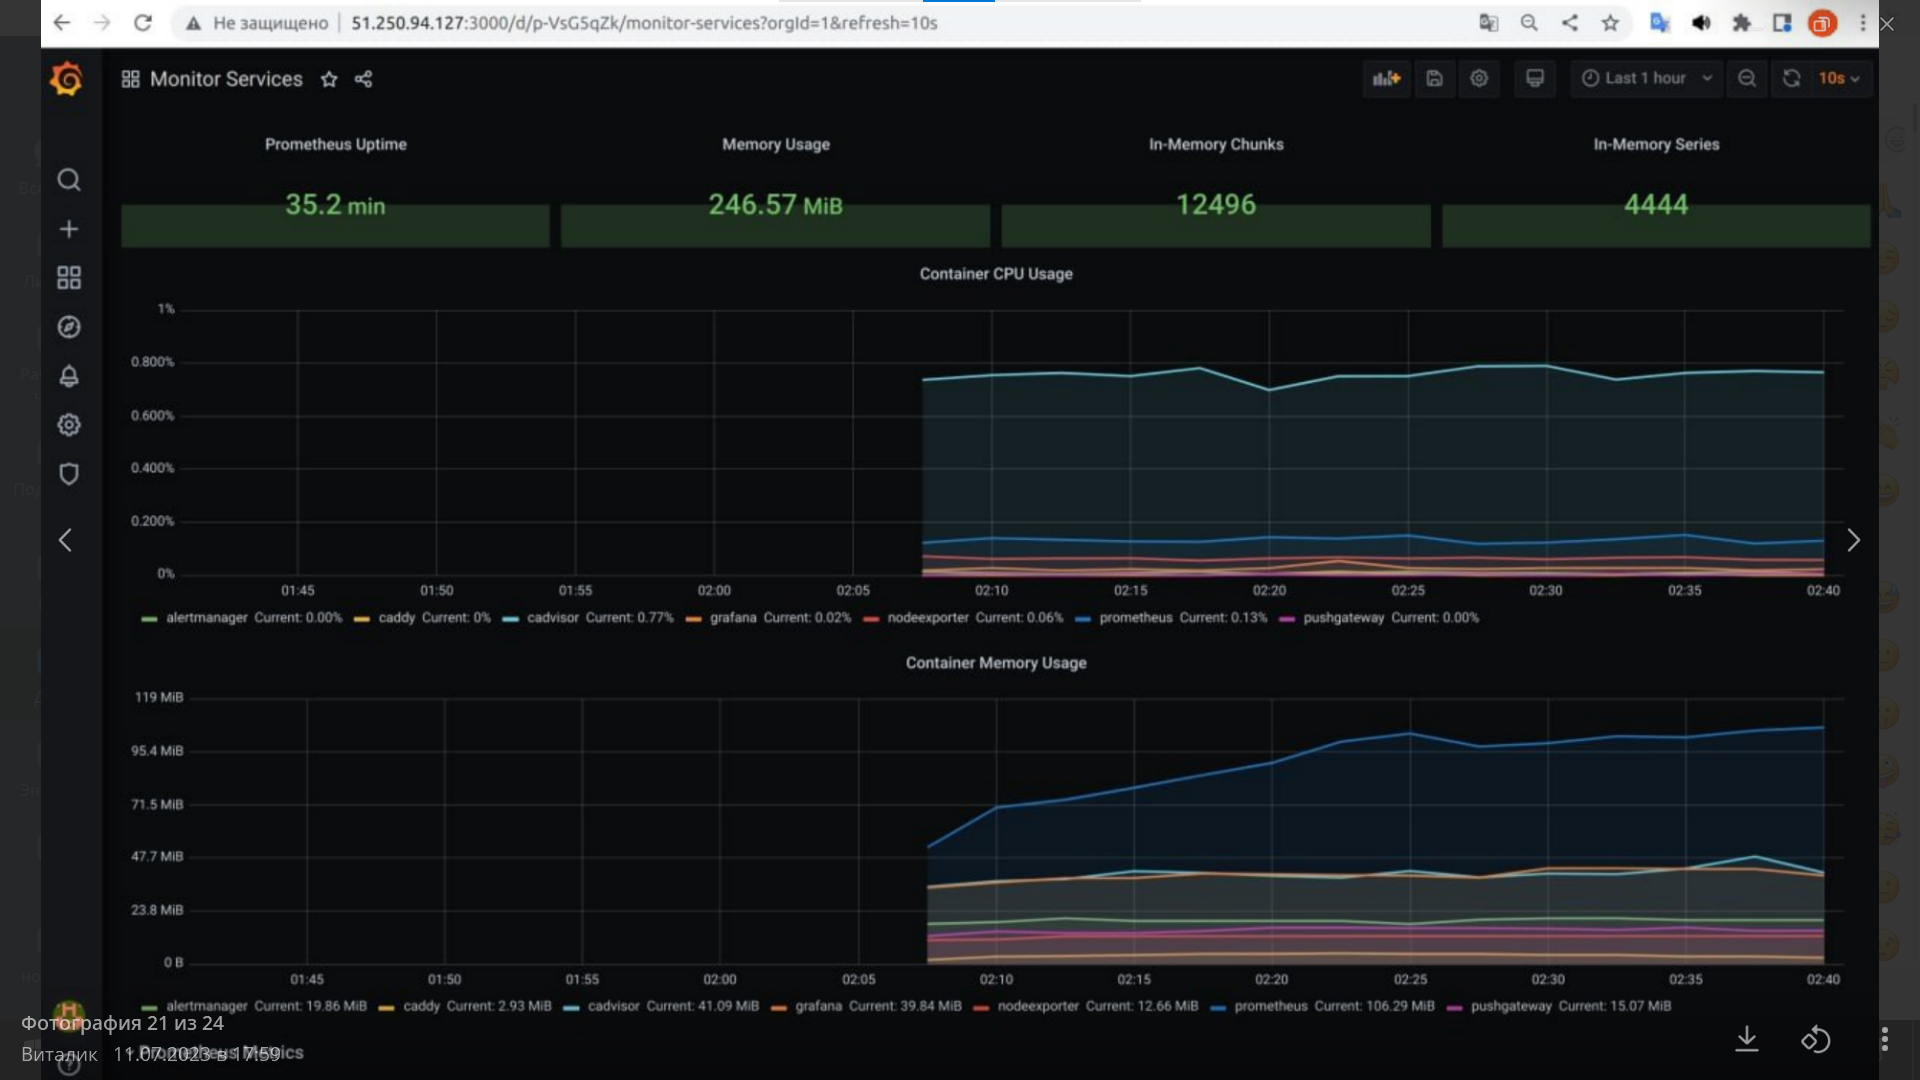 Не защищено 51.250.94.127:3000/d/p-VsG5qZk/monitor-services?orgId=1&refresh=10s
Monitor Services
Last 1 hour
10s
Prometheus Uptime
Memory Usage
In-Memory Chunks
In-Memory Series
35.2 min
246.57 MiB
12496
4444
Container CPU Usage
1%
0.800%
0.600%
0.400%
0.200%
0%
01:45 01:50 01:55 02:00 02:05 02:10 02:15 02:20 02:25 02:30 02:35 02:40
alertmanager Current: 0.00% caddy Current: 0% cadvisor Current: 0.77% grafana Current: 0.02% nodeexporter Current: 0.06% prometheus Current: 0.13% pushgateway Current: 0.00%
Container Memory Usage
119 MiB
95.4 MiB
71.5 MiB
47.7 MiB
23.8 MiB
0 B
01:45 01:50 01:55 02:00 02:05 02:10 02:15 02:20 02:25 02:30 02:35 02:40
alertmanager Current: 19.86 MiB caddy Current: 2.93 MiB cadvisor Current: 41.09 MiB grafana Current: 39.84 MiB nodeexporter Current: 12.66 MiB prometheus Current: 106.29 MiB pushgateway Current: 15.07 MiB
Фотография 21 из 24
Виталик 11.07.2023 в 17:59
Prometheus Metrics